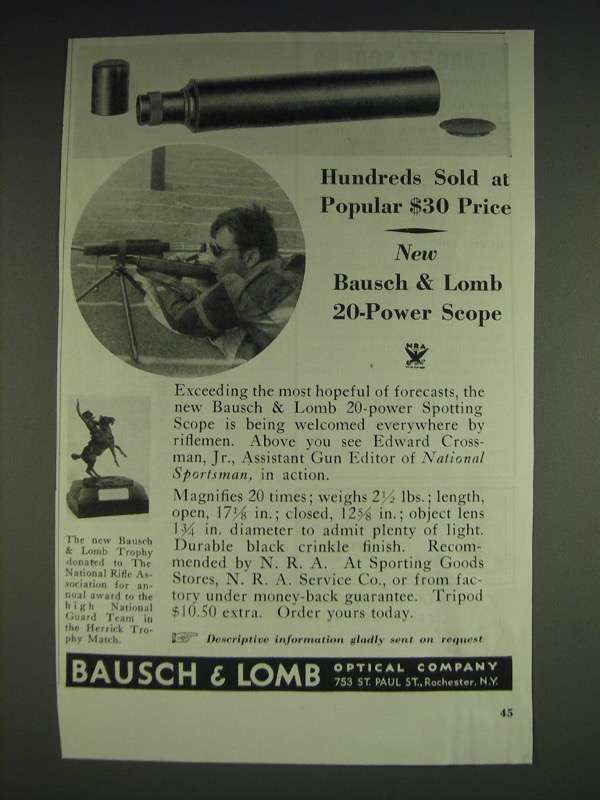 Hundreds Sold at
Popular $30 Price
New
Bausch & Lomb
20-Power Scope
NRA
Exceeding the most hopeful of forecasts, the
new Bausch & Lomb 20-power Spotting
Scope is being welcomed everywhere by
riflemen. Above you see Edward Cross-
man, Jr., Assistant Gun Editor of National
Sportsman, in action.
Magnifies 20 times; weighs 2½ lbs.; length,
open, 17⅛ in.; closed, 12⅝ in.; object lens
1¾ in. diameter to admit plenty of light.
Durable black crinkle finish. Recom-
mended by N. R. A. At Sporting Goods
Stores, N. R. A. Service Co., or from fac-
tory under money-back guarantee. Tripod
$10.50 extra. Order yours today.
Descriptive information gladly sent on request
The new Bausch
& Lomb Trophy
donated to The
National Rifle As-
sociation for an-
nual award to the
high National
Guard Team in
the Herrick Tro-
phy Match.
BAUSCH & LOMB OPTICAL COMPANY
753 ST. PAUL ST., Rochester, N.Y.
45